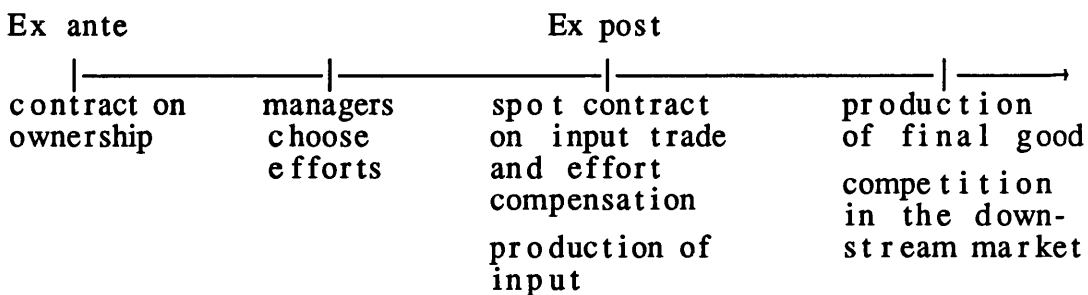 Ex ante
Ex post
contract on
ownership
managers
choose
efforts
spot contract
on input trade
and effort
compensation
production of
input
production
of final good
competition
in the down-
stream market